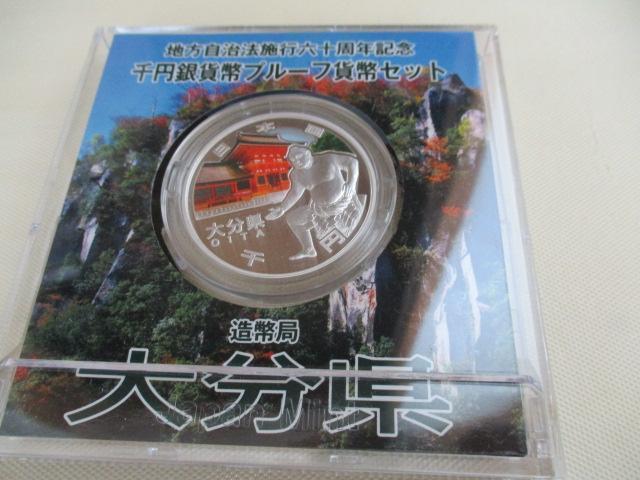 地方自治法施行六十周年記念
千円銀貨幣プルーフ貨幣セット
日本国
大分県
OITA
千
円
造幣局
大分県
Japan Mint